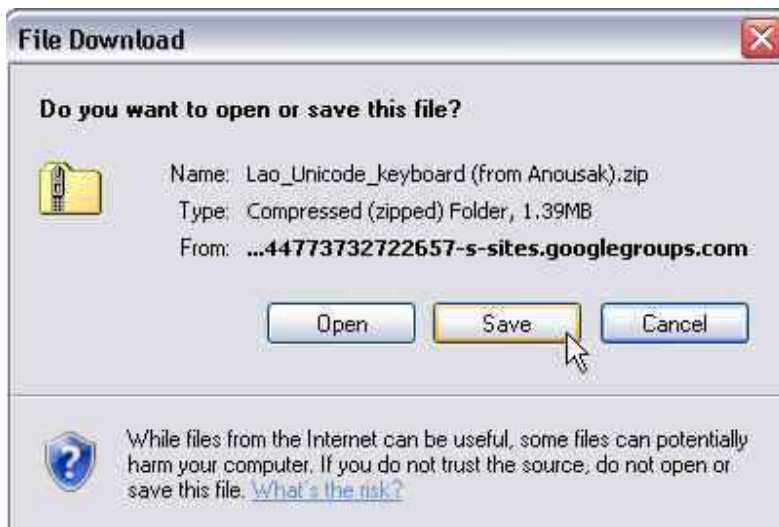 File Download
Do you want to open or save this file?
Name: Lao_Unicode_keyboard (from Anousak).zip
Type: Compressed (zipped) Folder, 1.39MB
From: ...44773732722657-s-sites.googlegroups.com
Open Save Cancel
While files from the Internet can be useful, some files can potentially
harm your computer. If you do not trust the source, do not open or
save this file. What's the risk?